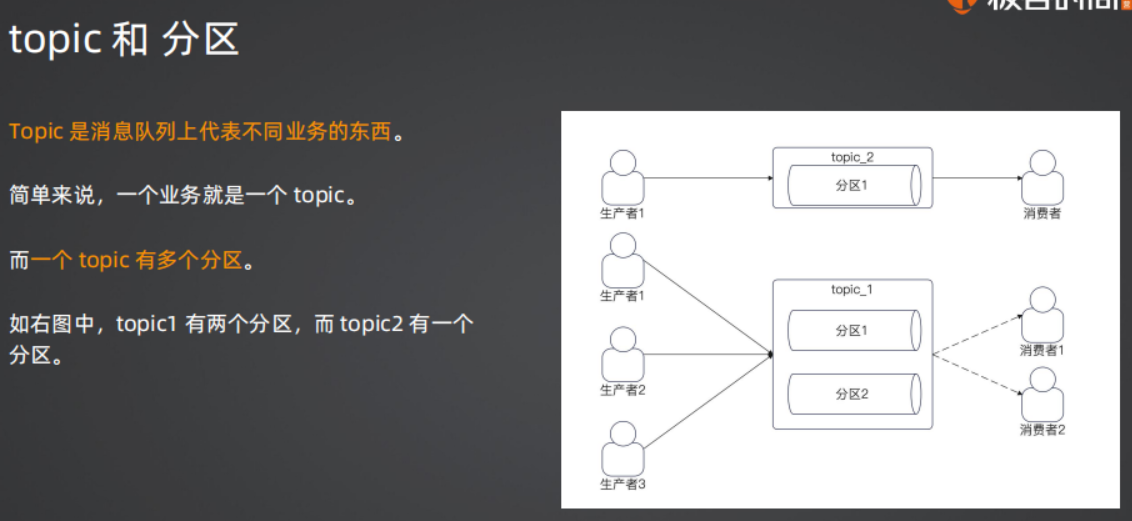 topic 和 分区
Topic 是消息队列上代表不同业务的东西。
简单来说，一个业务就是一个 topic。
而一个 topic 有多个分区。
如右图中，topic1 有两个分区，而 topic2 有一个
分区。
topic_2
分区1
生产者1
消费者
生产者1
topic_1
分区1
消费者1
生产者2
分区2
消费者2
生产者3